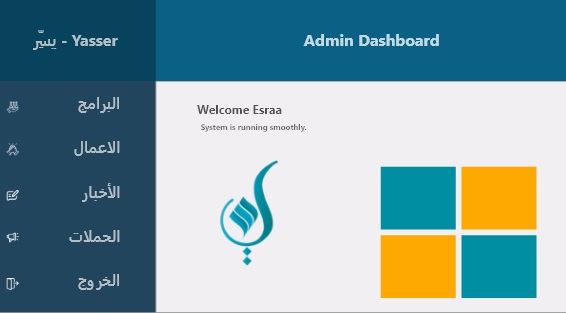 يسِّر - Yasser
Admin Dashboard
البرامج
الاعمال
الأخبار
الحملات
الخروج
Welcome Esraa
System is running smoothly.